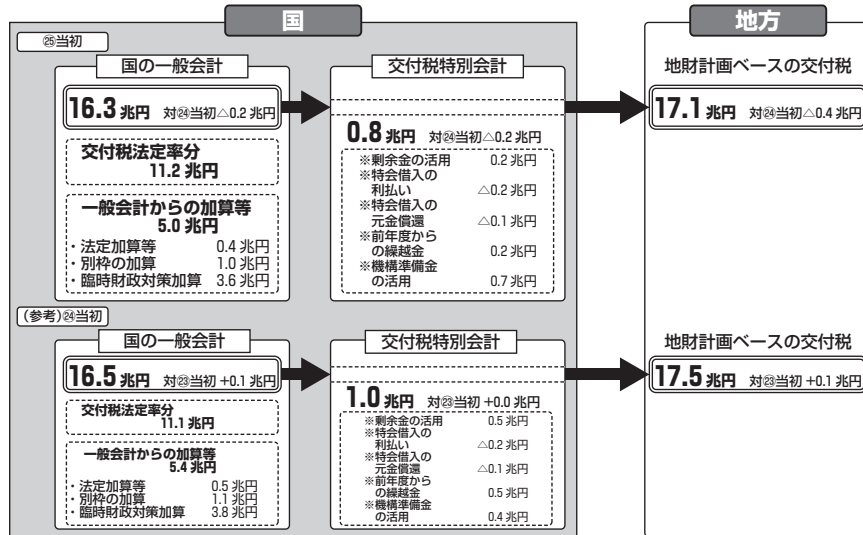 国
地方
㉕当初
国の一般会計
16.3 兆円 対㉔当初△0.2 兆円
交付税法定率分
11.2 兆円
一般会計からの加算等
5.0 兆円
・法定加算等 0.4 兆円
・別枠の加算 1.0 兆円
・臨時財政対策加算 3.6 兆円
交付税特別会計
0.8 兆円 対㉔当初△0.2 兆円
※剰余金の活用 0.2 兆円
※特会借入の
利払い △0.2 兆円
※特会借入の
元金償還 △0.1 兆円
※前年度から
の繰越金 0.2 兆円
※機構準備金
の活用 0.7 兆円
地財計画ベースの交付税
17.1 兆円 対㉔当初△0.4 兆円
(参考)㉔当初
国の一般会計
16.5 兆円 対㉓当初 +0.1 兆円
交付税法定率分
11.1 兆円
一般会計からの加算等
5.4 兆円
・法定加算等 0.5 兆円
・別枠の加算 1.1 兆円
・臨時財政対策加算 3.8 兆円
交付税特別会計
1.0 兆円 対㉓当初 +0.0 兆円
※剰余金の活用 0.5 兆円
※特会借入の
利払い △0.2 兆円
※特会借入の
元金償還 △0.1 兆円
※前年度から
の繰越金 0.5 兆円
※機構準備金
の活用 0.4 兆円
地財計画ベースの交付税
17.5 兆円 対㉓当初 +0.1 兆円